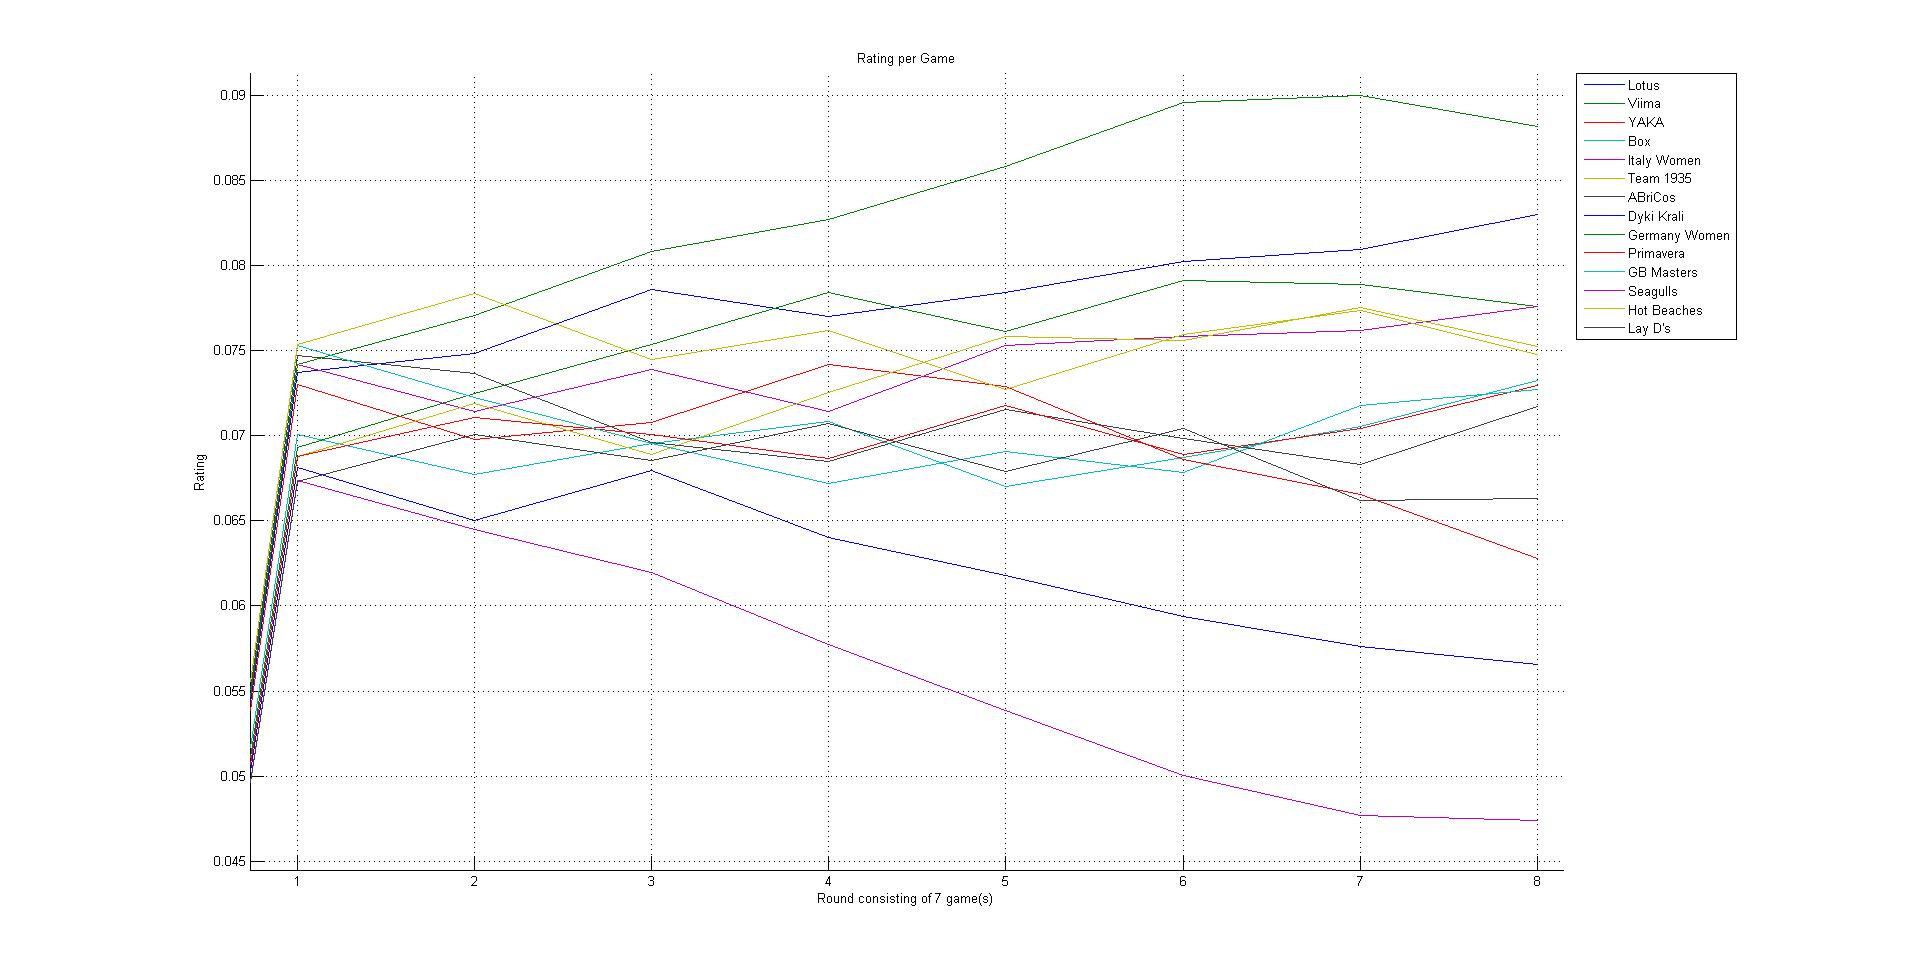 Rating per Game
0.09
0.085
0.08
0.075
0.07
0.065
0.06
0.055
0.05
0.045
Rating
1 2 3 4 5 6 7 8
Round consisting of 7 game(s)
Lotus
Viima
YAKA
Box
Italy Women
Team 1935
ABriCos
Dyki Krali
Germany Women
Primavera
GB Masters
Seagulls
Hot Beaches
Lay D's